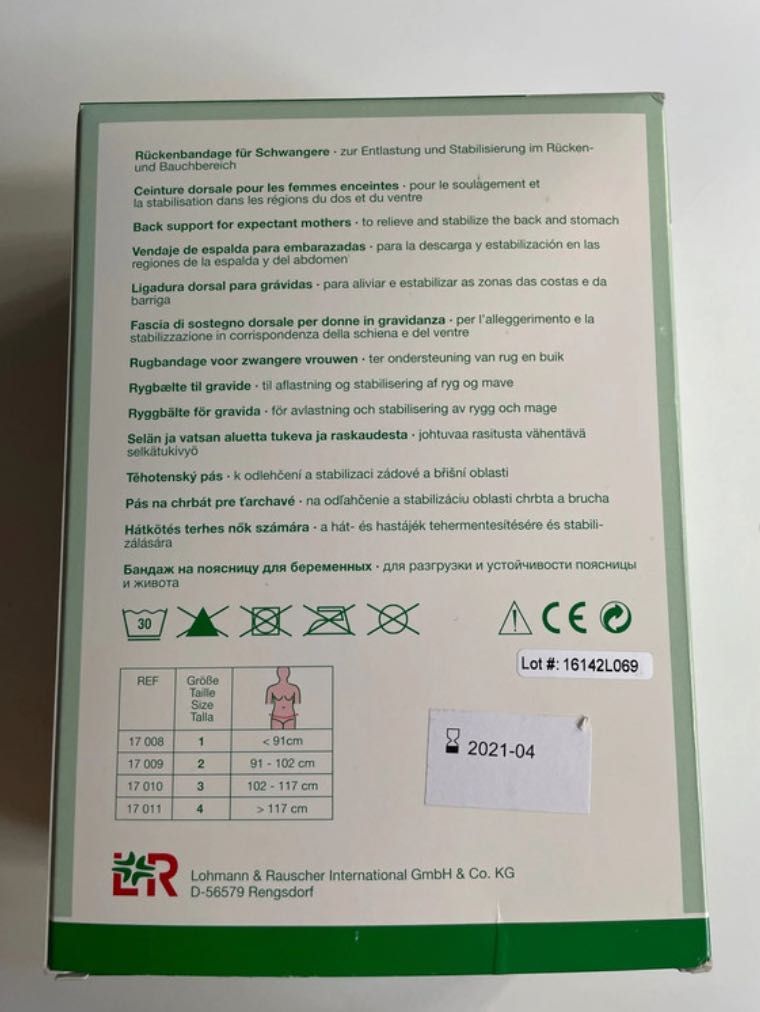 Rückenbandage für Schwangere · zur Entlastung und Stabilisierung im Rücken-
und Bauchbereich
Ceinture dorsale pour les femmes enceintes · pour le soulagement et
la stabilisation dans les régions du dos et du ventre
Back support for expectant mothers · to relieve and stabilize the back and stomach
Vendaje de espalda para embarazadas · para la descarga y estabilización en las
regiones de la espalda y del abdomen
Ligadura dorsal para grávidas · para aliviar e estabilizar as zonas das costas e da
barriga
Fascia di sostegno dorsale per donne in gravidanza · per l'alleggerimento e la
stabilizzazione in corrispondenza della schiena e del ventre
Rugbandage voor zwangere vrouwen · ter ondersteuning van rug en buik
Rygbælte til gravide · til aflastning og stabilisering af ryg og mave
Ryggbälte för gravida · för avlastning och stabilisering av rygg och mage
Selän ja vatsan aluetta tukeva ja raskaudesta · johtuvaa rasitusta vähentävä
selkätukivyö
Těhotenský pás · k odlehčení a stabilizaci zádové a břišní oblasti
Pás na chrbát pre ťarchavé · na odľahčenie a stabilizáciu oblasti chrbta a brucha
Hátkötés terhes nők számára · a hát- és hastájék tehermentesítésére és stabili-
zálására
Бандаж на поясницу для беременных · для разгрузки и устойчивости поясницы
и живота
30
CE
Lot #: 16142L069
REF Größe
Taille
Size
Talla
17 008 1 < 91cm
17 009 2 91 - 102 cm
17 010 3 102 - 117 cm
17 011 4 > 117 cm
2021-04
L&R Lohmann & Rauscher International GmbH & Co. KG
D-56579 Rengsdorf